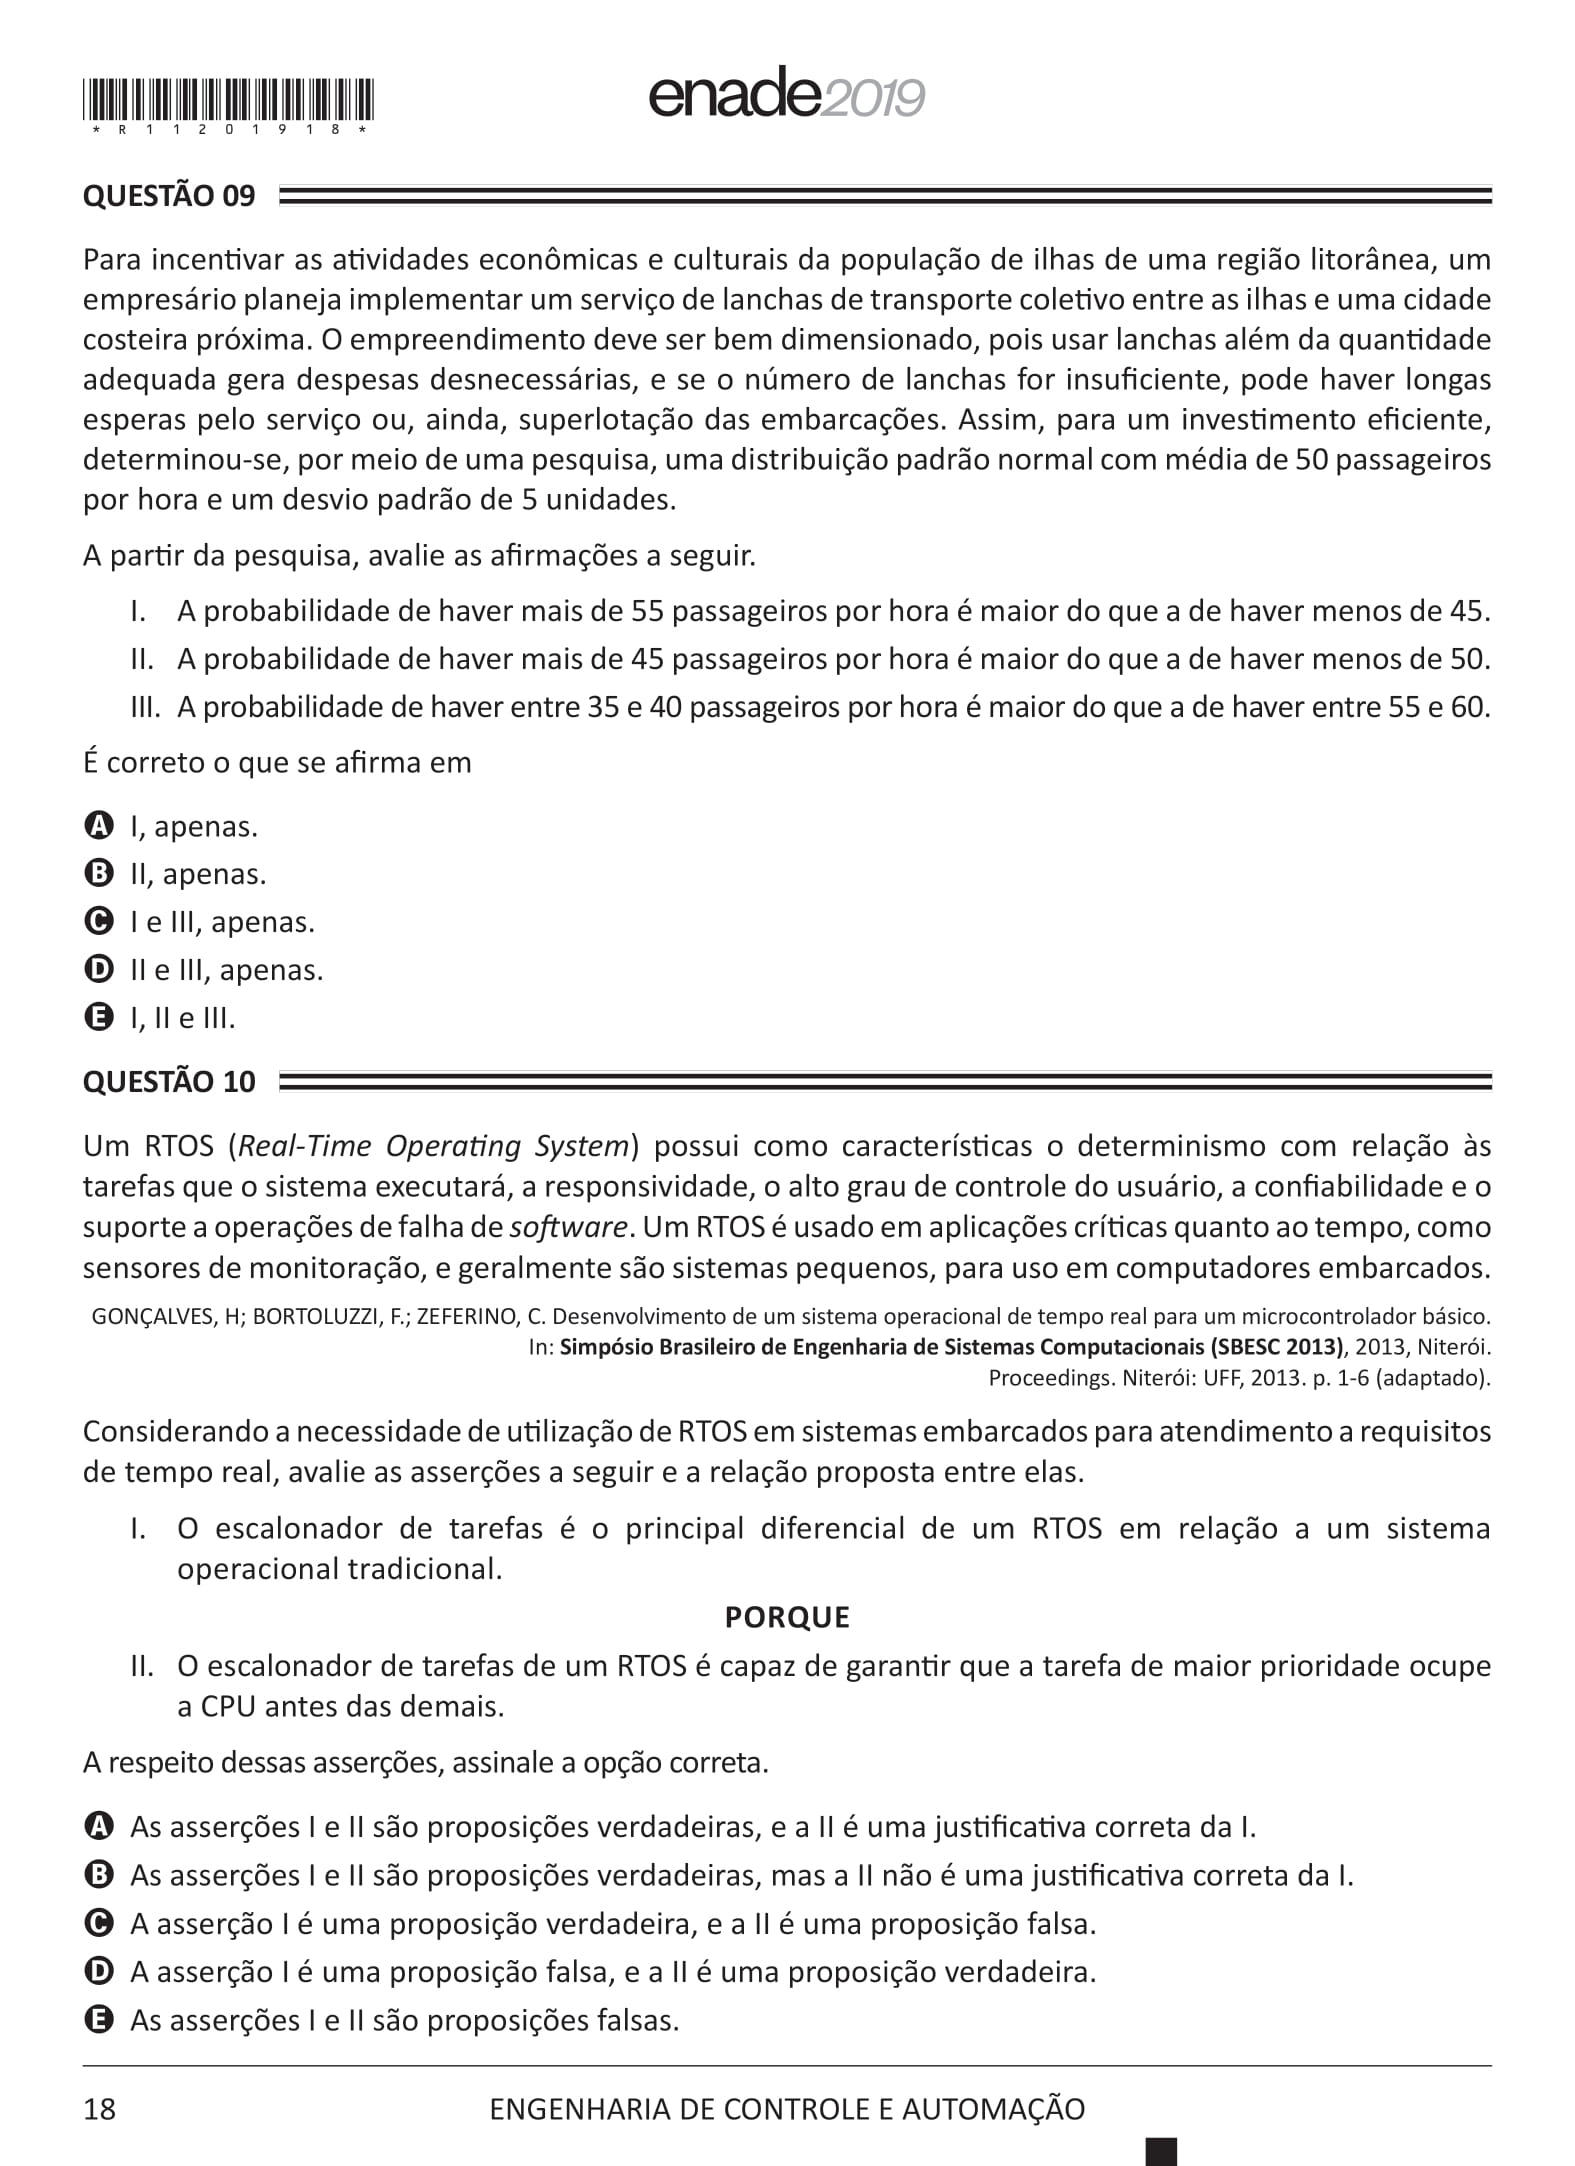 *R11201918*
enade2019
QUESTÃO 09
Para incentivar as atividades econômicas e culturais da população de ilhas de uma região litorânea, um
empresário planeja implementar um serviço de lanchas de transporte coletivo entre as ilhas e uma cidade
costeira próxima. O empreendimento deve ser bem dimensionado, pois usar lanchas além da quantidade
adequada gera despesas desnecessárias, e se o número de lanchas for insuficiente, pode haver longas
esperas pelo serviço ou, ainda, superlotação das embarcações. Assim, para um investimento eficiente,
determinou-se, por meio de uma pesquisa, uma distribuição padrão normal com média de 50 passageiros
por hora e um desvio padrão de 5 unidades.
A partir da pesquisa, avalie as afirmações a seguir.
I. A probabilidade de haver mais de 55 passageiros por hora é maior do que a de haver menos de 45.
II. A probabilidade de haver mais de 45 passageiros por hora é maior do que a de haver menos de 50.
III. A probabilidade de haver entre 35 e 40 passageiros por hora é maior do que a de haver entre 55 e 60.
É correto o que se afirma em
A I, apenas.
B II, apenas.
C I e III, apenas.
D II e III, apenas.
E I, II e III.
QUESTÃO 10
Um RTOS (Real-Time Operating System) possui como características o determinismo com relação às
tarefas que o sistema executará, a responsividade, o alto grau de controle do usuário, a confiabilidade e o
suporte a operações de falha de software. Um RTOS é usado em aplicações críticas quanto ao tempo, como
sensores de monitoração, e geralmente são sistemas pequenos, para uso em computadores embarcados.
GONÇALVES, H; BORTOLUZZI, F.; ZEFERINO, C. Desenvolvimento de um sistema operacional de tempo real para um microcontrolador básico.
In: Simpósio Brasileiro de Engenharia de Sistemas Computacionais (SBESC 2013), 2013, Niterói.
Proceedings. Niterói: UFF, 2013. p. 1-6 (adaptado).
Considerando a necessidade de utilização de RTOS em sistemas embarcados para atendimento a requisitos
de tempo real, avalie as asserções a seguir e a relação proposta entre elas.
I. O escalonador de tarefas é o principal diferencial de um RTOS em relação a um sistema
operacional tradicional.
PORQUE
II. O escalonador de tarefas de um RTOS é capaz de garantir que a tarefa de maior prioridade ocupe
a CPU antes das demais.
A respeito dessas asserções, assinale a opção correta.
A As asserções I e II são proposições verdadeiras, e a II é uma justificativa correta da I.
B As asserções I e II são proposições verdadeiras, mas a II não é uma justificativa correta da I.
C A asserção I é uma proposição verdadeira, e a II é uma proposição falsa.
D A asserção I é uma proposição falsa, e a II é uma proposição verdadeira.
E As asserções I e II são proposições falsas.
18
ENGENHARIA DE CONTROLE E AUTOMAÇÃO